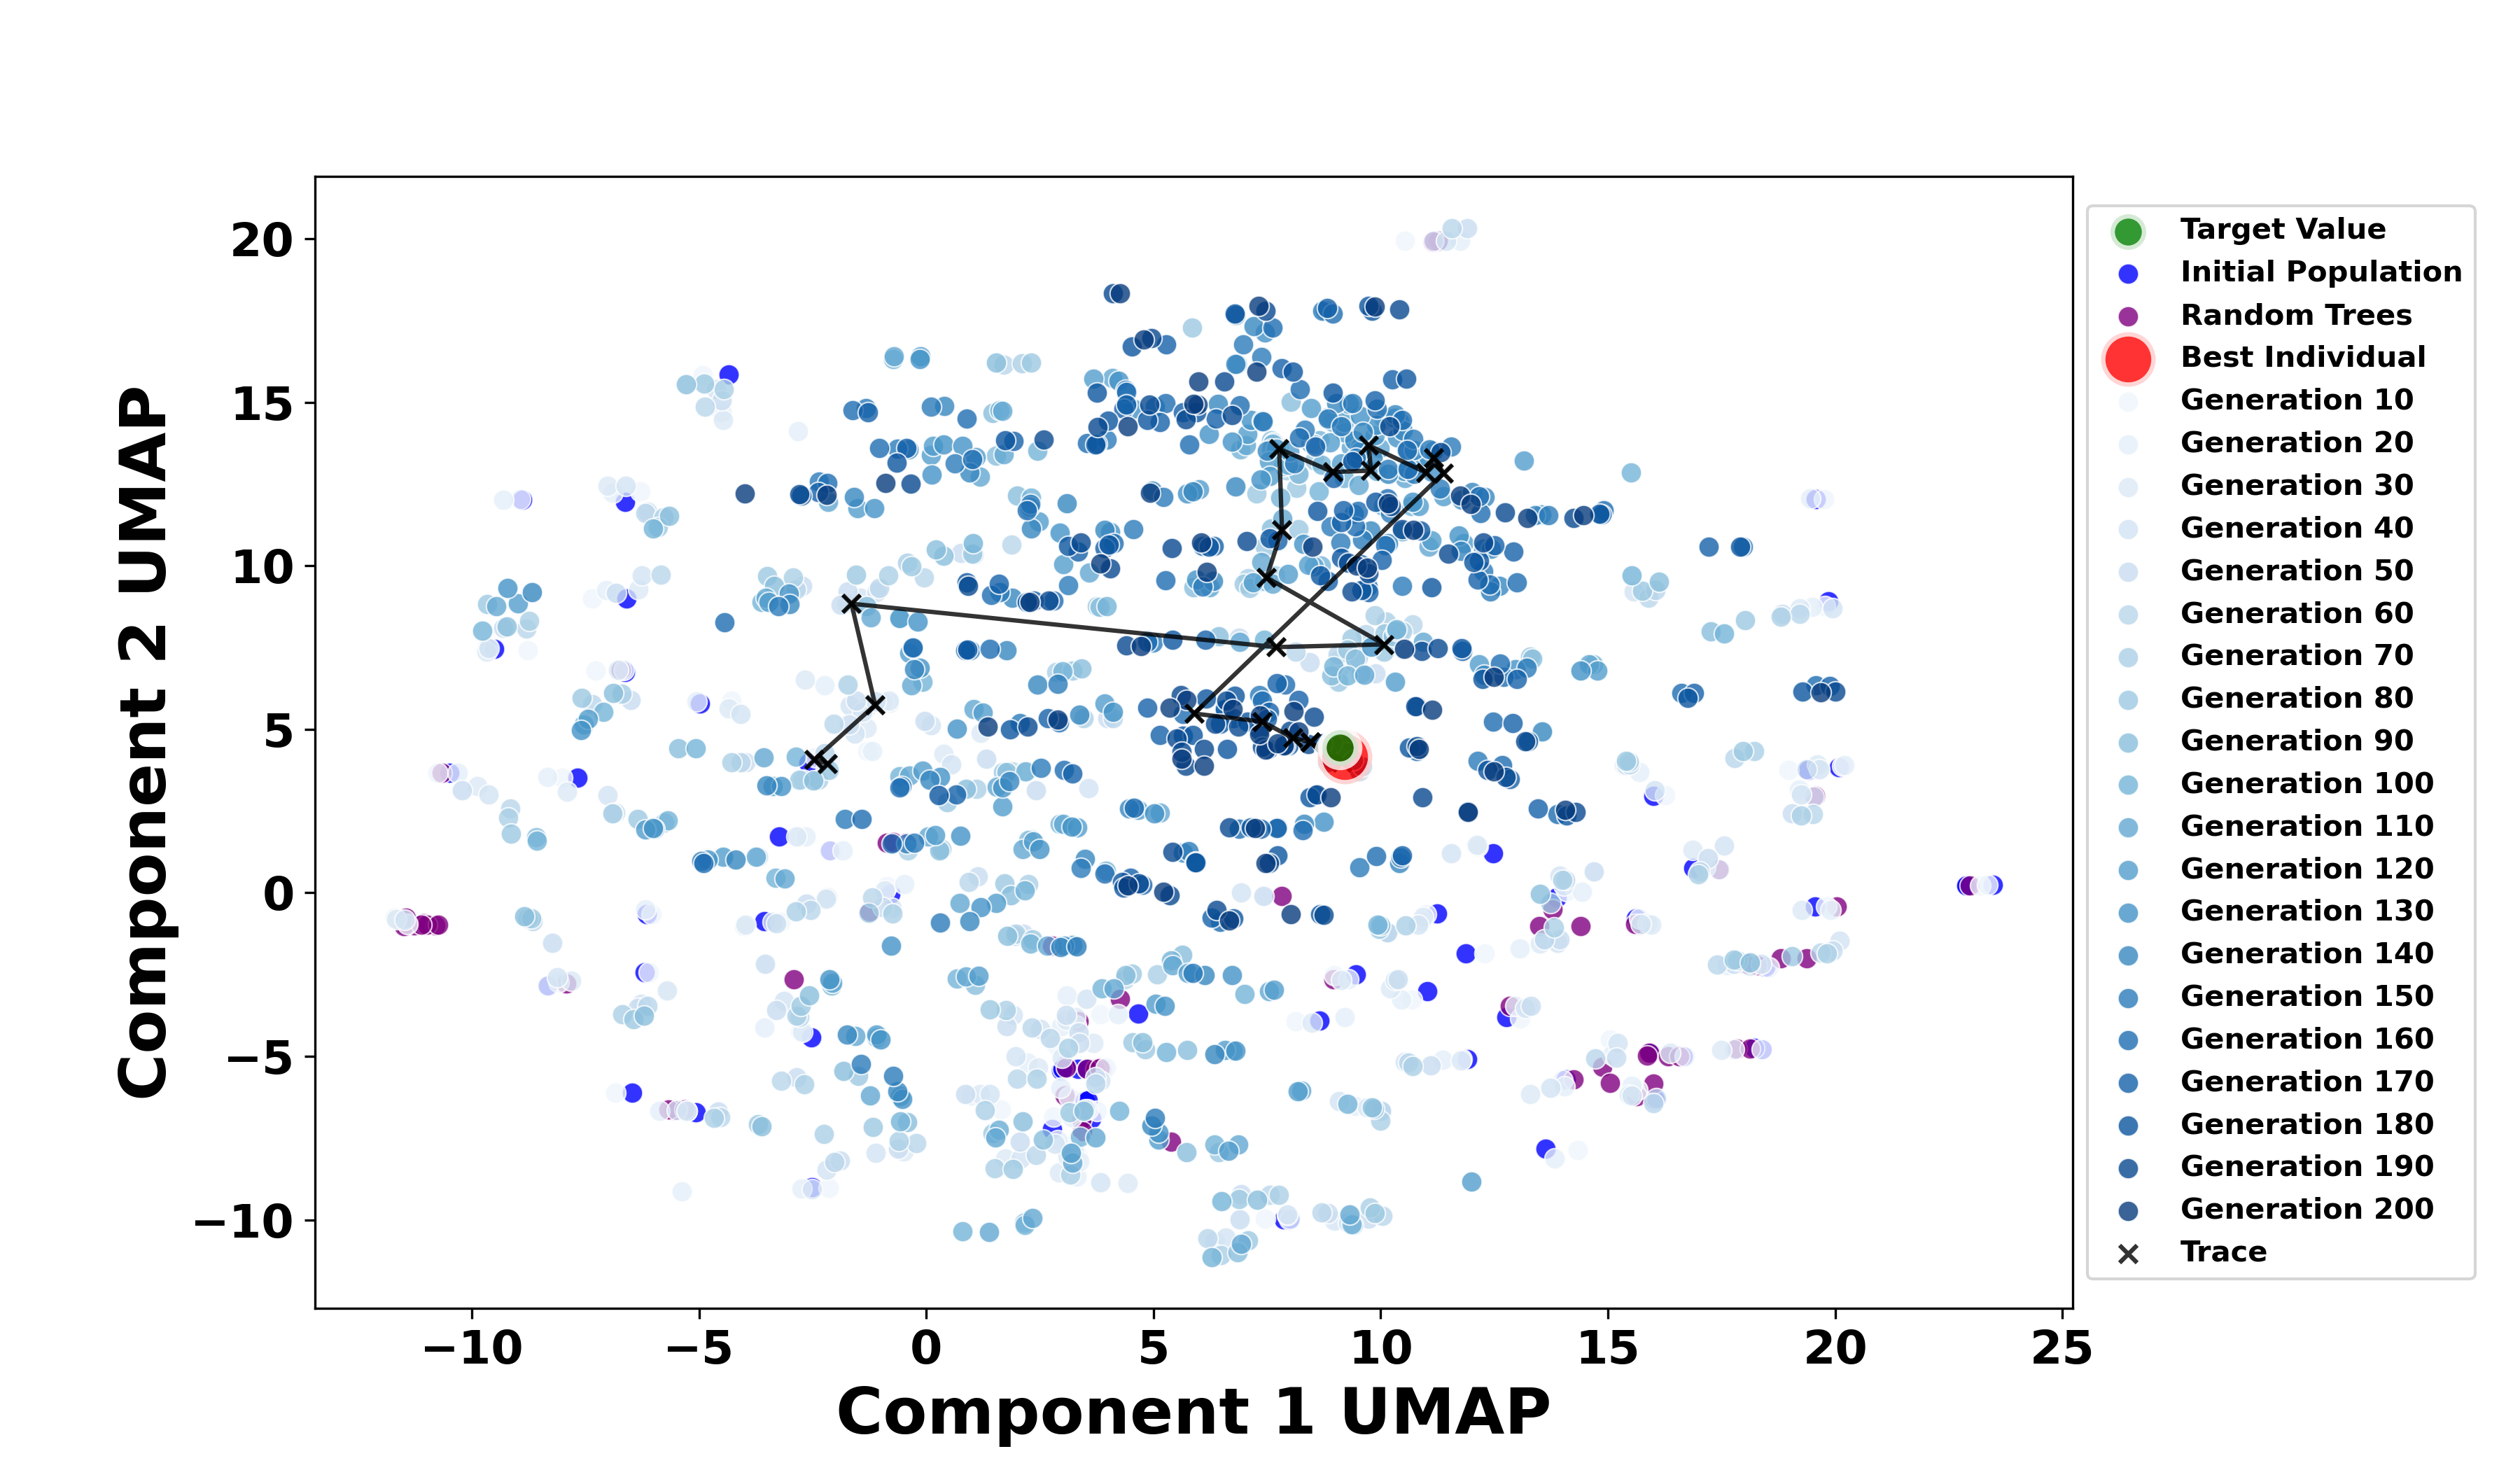 20
15
10
5
0
−5
−10
−10
−5
0
5
10
15
20
25
Component 2 UMAP
Component 1 UMAP
Target Value
Initial Population
Random Trees
Best Individual
Generation 10
Generation 20
Generation 30
Generation 40
Generation 50
Generation 60
Generation 70
Generation 80
Generation 90
Generation 100
Generation 110
Generation 120
Generation 130
Generation 140
Generation 150
Generation 160
Generation 170
Generation 180
Generation 190
Generation 200
Trace